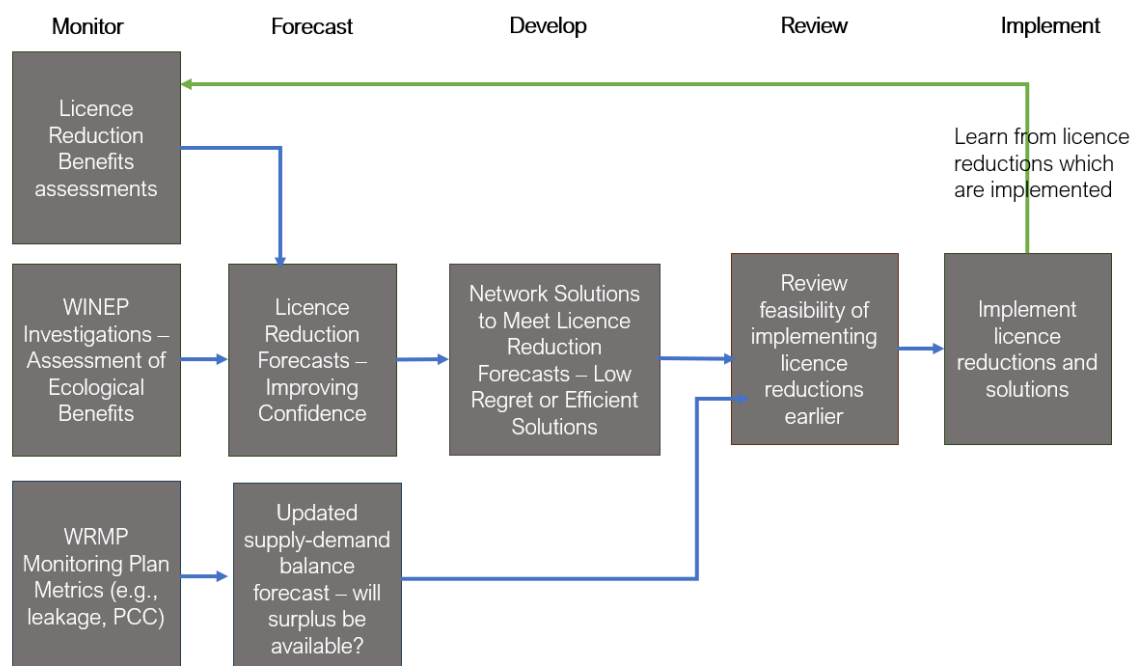 Monitor
Forecast
Develop
Review
Implement
Licence
Reduction
Benefits
assessments
Learn from licence
reductions which
are implemented
WINEP
Investigations –
Assessment of
Ecological
Benefits
Licence
Reduction
Forecasts –
Improving
Confidence
Network Solutions
to Meet Licence
Reduction
Forecasts – Low
Regret or Efficient
Solutions
Review
feasibility of
implementing
licence
reductions
earlier
Implement
licence
reductions and
solutions
WRMP
Monitoring Plan
Metrics (e.g.,
leakage, PCC)
Updated
supply-demand
balance
forecast – will
surplus be
available?